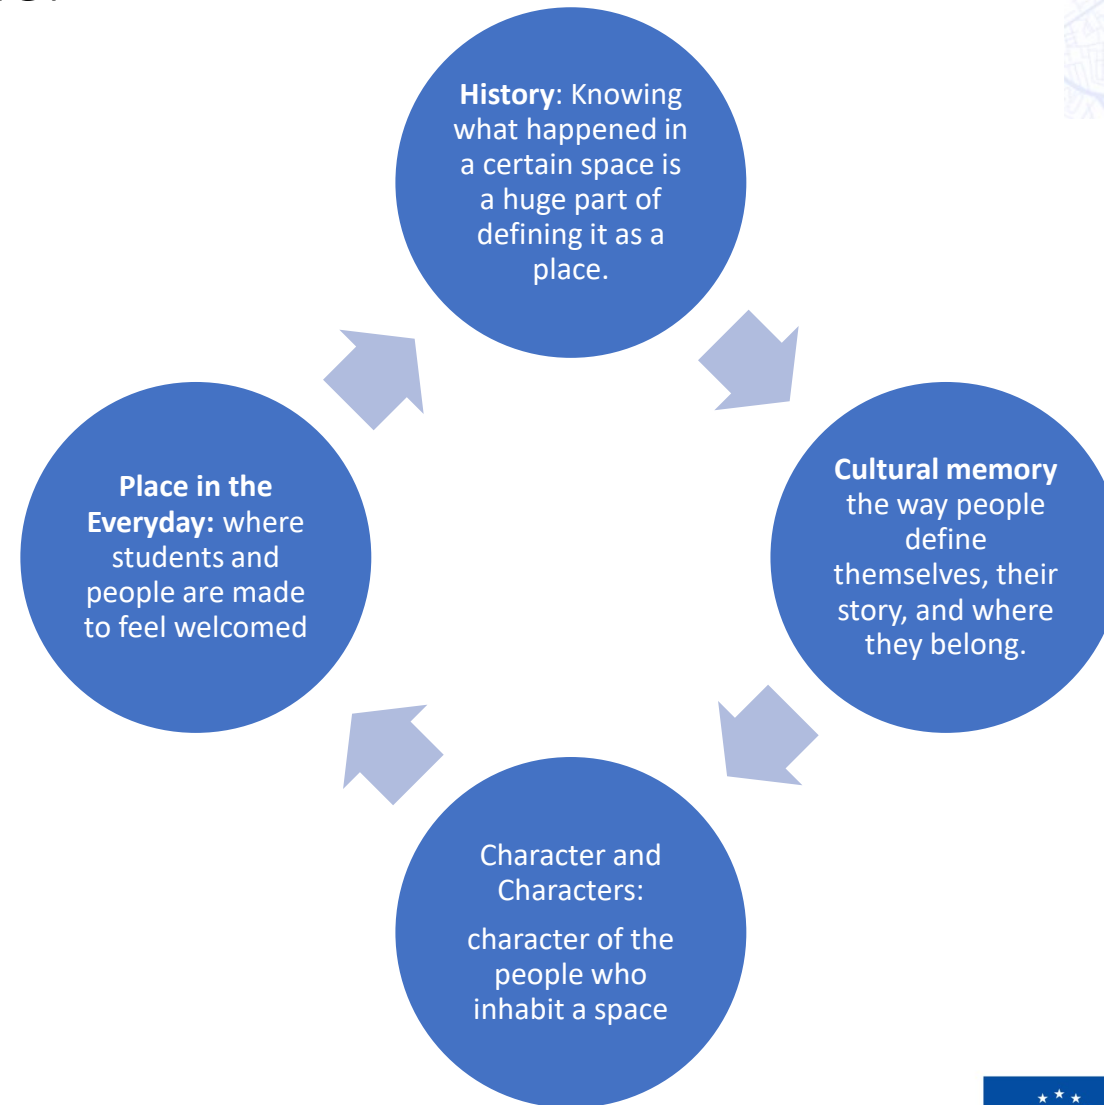 History: Knowing
what happened in
a certain space is
a huge part of
defining it as a
place.
Cultural memory
the way people
define
themselves, their
story, and where
they belong.
Character and
Characters:
character of the
people who
inhabit a space
Place in the
Everyday: where
students and
people are made
to feel welcomed